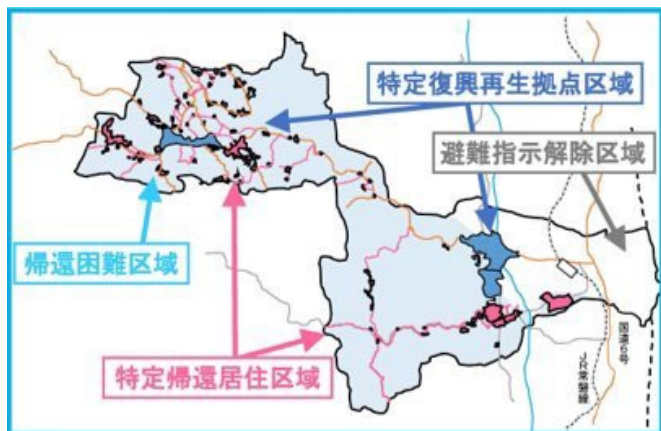 特定復興再生拠点区域
避難指示解除区域
帰還困難区域
特定帰還居住区域
国道6号
JR常磐線